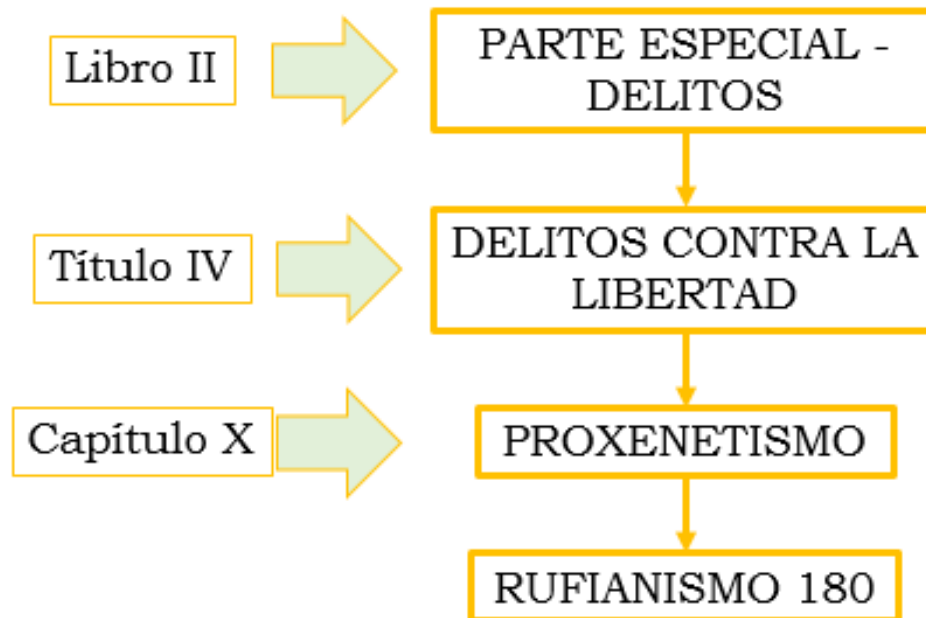 Libro II
PARTE ESPECIAL -
DELITOS
Título IV
DELITOS CONTRA LA
LIBERTAD
Capítulo X
PROXENETISMO
RUFIANISMO 180